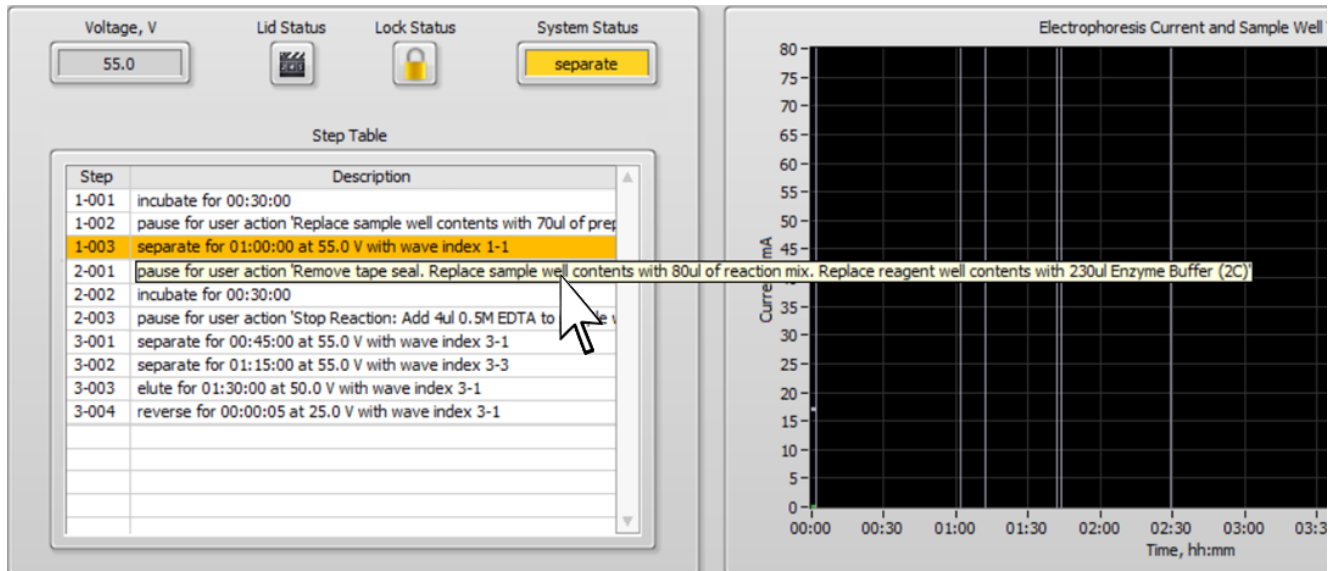 Voltage, V Lid Status Lock Status System Status
55.0 separate
Step Table
Step Description
1-001 incubate for 00:30:00
1-002 pause for user action 'Replace sample well contents with 70ul of prep
1-003 separate for 01:00:00 at 55.0 V with wave index 1-1
2-001 pause for user action 'Remove tape seal. Replace sample well contents with 80ul of reaction mix. Replace reagent well contents with 230ul Enzyme Buffer (2C)'
2-002 incubate for 00:30:00
2-003 pause for user action 'Stop Reaction: Add 4ul 0.5M EDTA to
3-001 separate for 00:45:00 at 55.0 V with wave index 3-1
3-002 separate for 01:15:00 at 55.0 V with wave index 3-3
3-003 elute for 01:30:00 at 50.0 V with wave index 3-1
3-004 reverse for 00:00:05 at 25.0 V with wave index 3-1
Electrophoresis Current and Sample Well
80
75
70
65
60
55
50
45
40
35
30
25
20
15
10
5
0
mA
00:00 00:30 01:00 01:30 02:00 02:30 03:00 03:3
Time, hh:mm